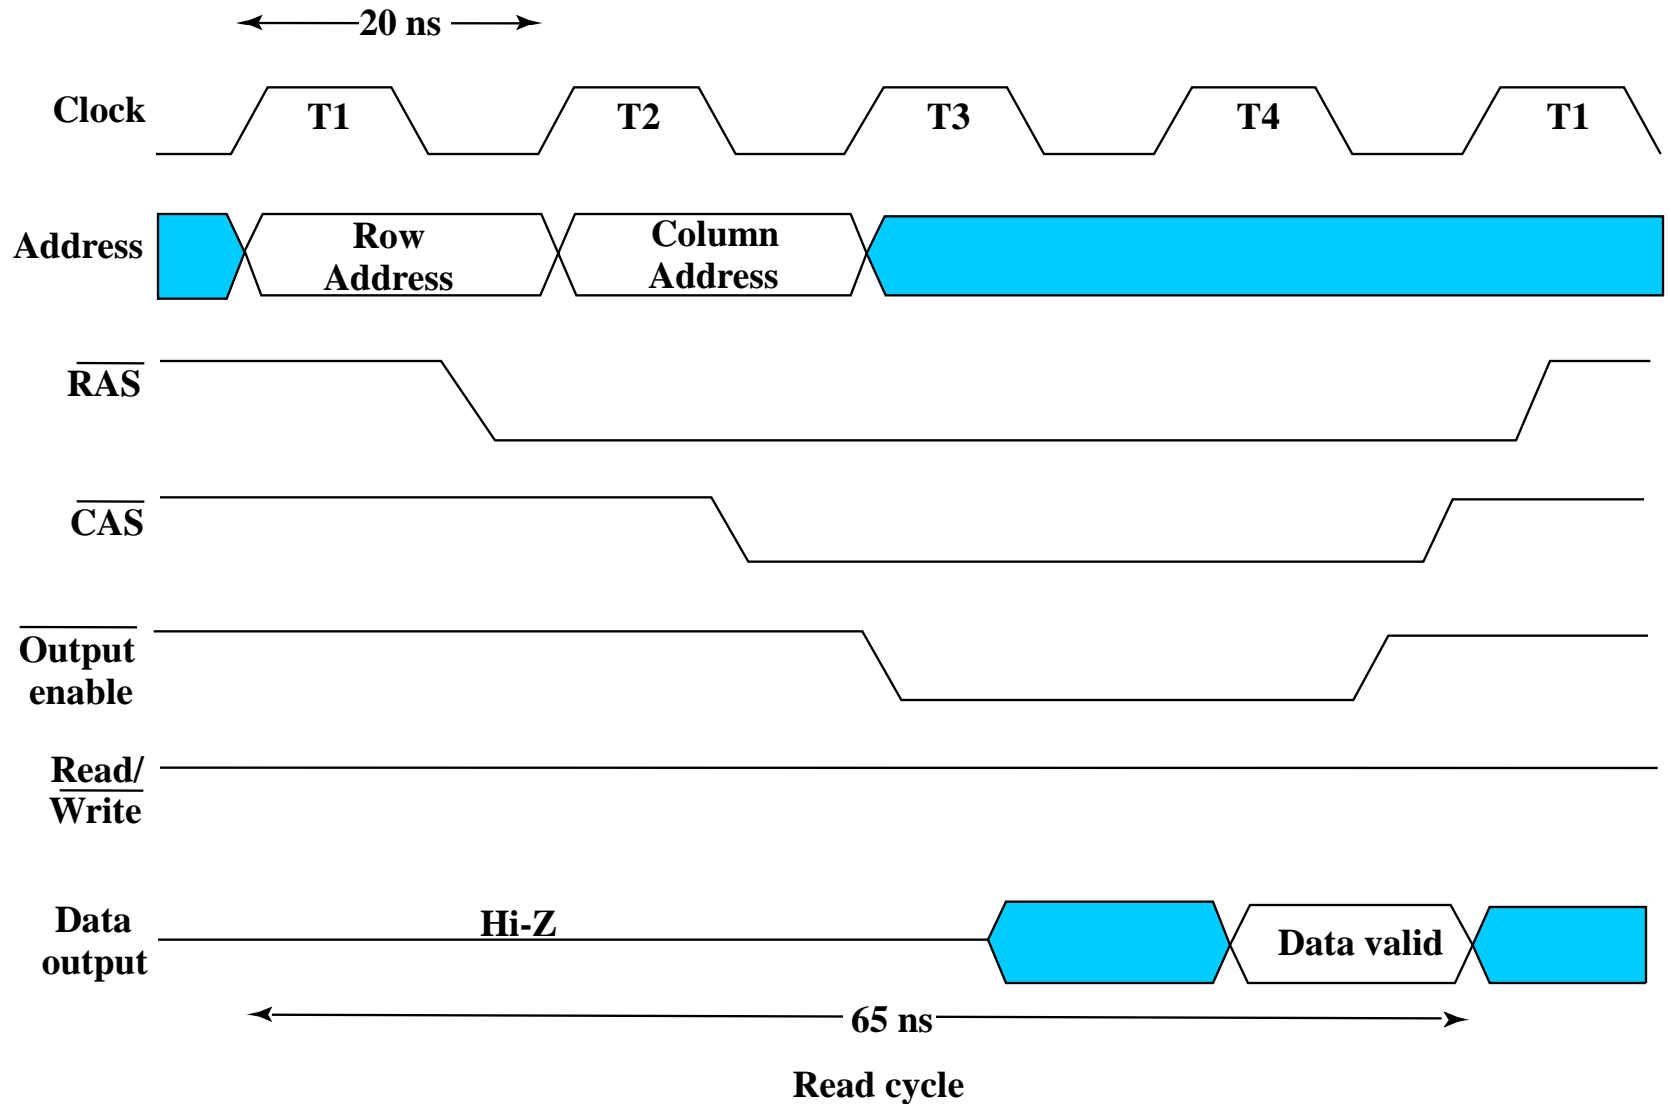 20 ns
Clock
T1
T2
T3
T4
T1
Address
Row
Address
Column
Address
RAS
CAS
Output
enable
Read/
Write
Data
output
Hi-Z
Data valid
65 ns
Read cycle